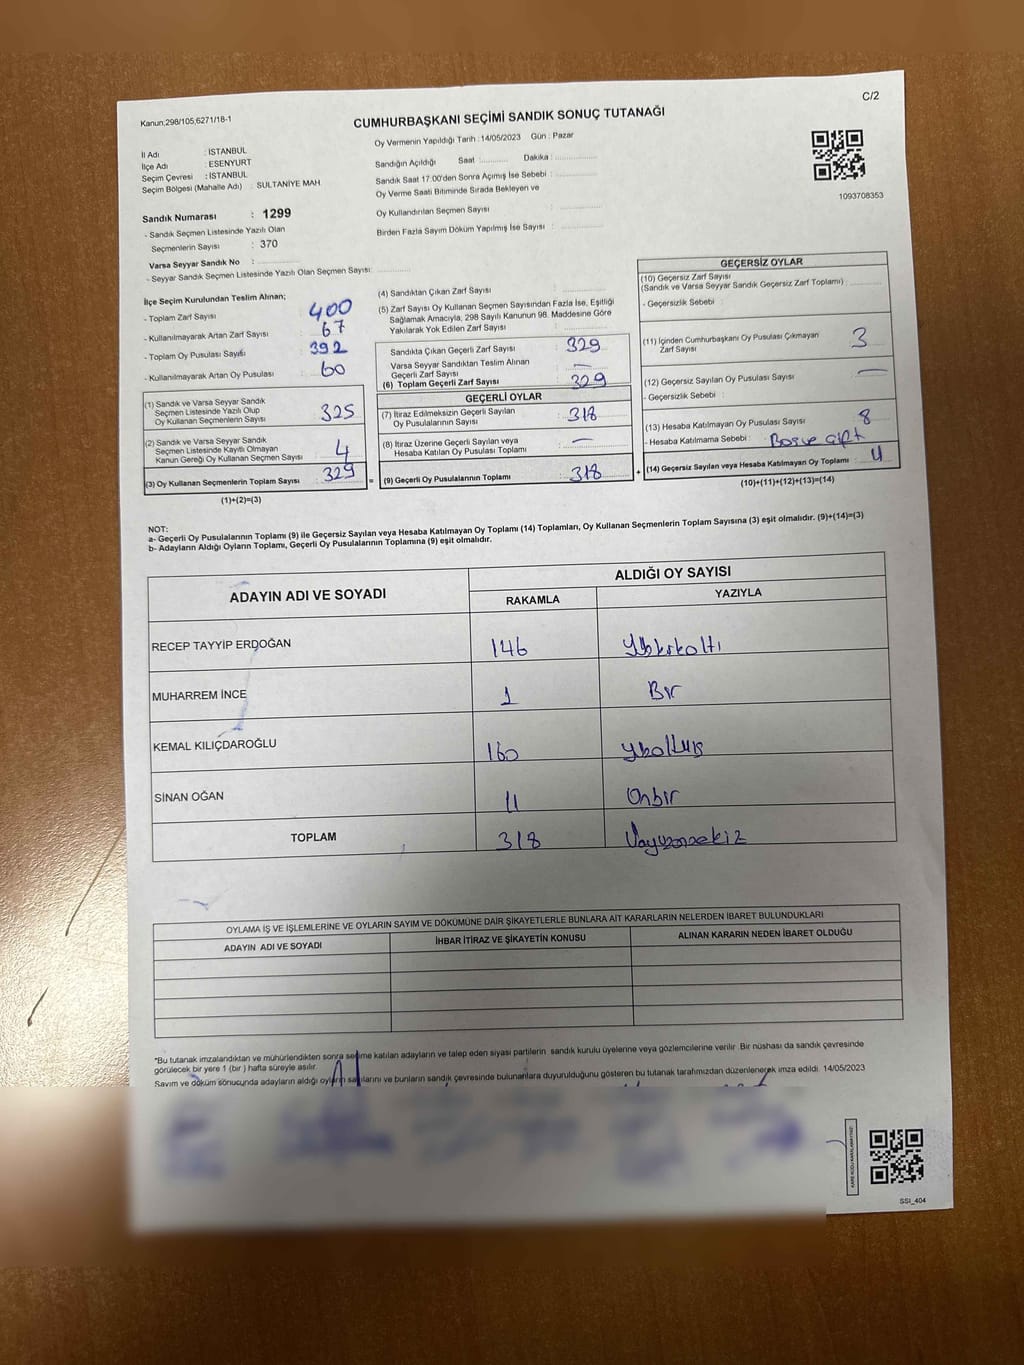 C/2
Kanun;298/105,6271/18-1
CUMHURBAŞKANI SEÇİMİ SANDIK SONUÇ TUTANAĞI
Oy Vermenin Yapıldığı Tarih : 14/05/2023 Gün : Pazar
İl Adı : İSTANBUL
İlçe Adı : ESENYURT
Seçim Çevresi : İSTANBUL
Seçim Bölgesi (Mahalle Adı) : SULTANİYE MAH
Sandığın Açıldığı Saat :.......... Dakika :..............
Sandık Saat 17:00'den Sonra Açımış İse Sebebi :
Oy Verme Saati Bitiminde Sırada Bekleyen ve
Oy Kullandırılan Seçmen Sayısı :
Birden Fazla Sayım Döküm Yapılmış İse Sayısı :
1093708353
Sandık Numarası : 1299
- Sandık Seçmen Listesinde Yazılı Olan
Seçmenlerin Sayısı : 370
Varsa Seyyar Sandık No :
- Seyyar Sandık Seçmen Listesinde Yazılı Olan Seçmen Sayısı:
İlçe Seçim Kurulundan Teslim Alınan;
- Toplam Zarf Sayısı : 400
- Kullanılmayarak Artan Zarf Sayısı : 67
- Toplam Oy Pusulası Sayısı : 392
- Kullanılmayarak Artan Oy Pusulası : 60
(1) Sandık ve Varsa Seyyar Sandık
Seçmen Listesinde Yazılı Olup
Oy Kullanan Seçmenlerin Sayısı : 325
(2) Sandık ve Varsa Seyyar Sandık
Seçmen Listesinde Kayıtlı Olmayan
Kanun Gereği Oy Kullanan Seçmen Sayısı : 4
(3) Oy Kullanan Seçmenlerin Toplam Sayısı : 329
(1)+(2)=(3)
(4) Sandıktan Çıkan Zarf Sayısı :
(5) Zarf Sayısı Oy Kullanan Seçmen Sayısından Fazla İse, Eşitliği
Sağlamak Amacıyla, 298 Sayılı Kanunun 98. Maddesine Göre
Yakılarak Yok Edilen Zarf Sayısı :
Sandıkta Çıkan Geçerli Zarf Sayısı : 329
Varsa Seyyar Sandıktan Teslim Alınan
Geçerli Zarf Sayısı : —
(6) Toplam Geçerli Zarf Sayısı : 329
GEÇERLİ OYLAR
(7) İtiraz Edilmeksizin Geçerli Sayılan
Oy Pusulalarının Sayısı : 318
(8) İtiraz Üzerine Geçerli Sayılan veya
Hesaba Katılan Oy Pusulası Toplamı : —
= (9) Geçerli Oy Pusulalarının Toplamı : 318 +
GEÇERSİZ OYLAR
(10) Geçersiz Zarf Sayısı
(Sandık ve Varsa Seyyar Sandık Geçersiz Zarf Toplamı) :
- Geçersizlik Sebebi :
(11) İçinden Cumhurbaşkanı Oy Pusulası Çıkmayan
Zarf Sayısı : 3
(12) Geçersiz Sayılan Oy Pusulası Sayısı : —
- Geçersizlik Sebebi :
(13) Hesaba Katılmayan Oy Pusulası Sayısı : 8
- Hesaba Katılmama Sebebi : Boş ve çift
(14) Geçersiz Sayılan veya Hesaba Katılmayan Oy Toplamı : 11
(10)+(11)+(12)+(13)=(14)
NOT:
a- Geçerli Oy Pusulalarının Toplamı (9) ile Geçersiz Sayılan veya Hesaba Katılmayan Oy Toplamı (14) Toplamları, Oy Kullanan Seçmenlerin Toplam Sayısına (3) eşit olmalıdır. (9)+(14)=(3)
b- Adayların Aldığı Oyların Toplamı, Geçerli Oy Pusulalarının Toplamına (9) eşit olmalıdır.
ADAYIN ADI VE SOYADI ALDIĞI OY SAYISI
RAKAMLA YAZIYLA
RECEP TAYYİP ERDOĞAN 146
MUHARREM İNCE 1 Bir
KEMAL KILIÇDAROĞLU 160
SİNAN OĞAN 11 Onbir
TOPLAM 318
OYLAMA İŞ VE İŞLEMLERİNE VE OYLARIN SAYIM VE DÖKÜMÜNE DAİR ŞİKAYETLERLE BUNLARA AİT KARARLARIN NELERDEN İBARET BULUNDUKLARI
ADAYIN ADI VE SOYADI İHBAR İTİRAZ VE ŞİKAYETİN KONUSU ALINAN KARARIN NEDEN İBARET OLDUĞU
*Bu tutanak imzalandıktan ve mühürlendikten sonra seçime katılan adayların ve talep eden siyasi partilerin sandık kurulu üyelerine veya gözlemcilerine verilir .Bir nüshası da sandık çevresinde
görülecek bir yere 1 (bir ) hafta süreyle asılır.
Sayım ve döküm sonucunda adayların aldığı oyların sayılarını ve bunların sandık çevresinde bulunanlara duyurulduğunu gösteren bu tutanak tarafımızdan düzenlenerek imza edildi. 14/05/2023
SSI_404